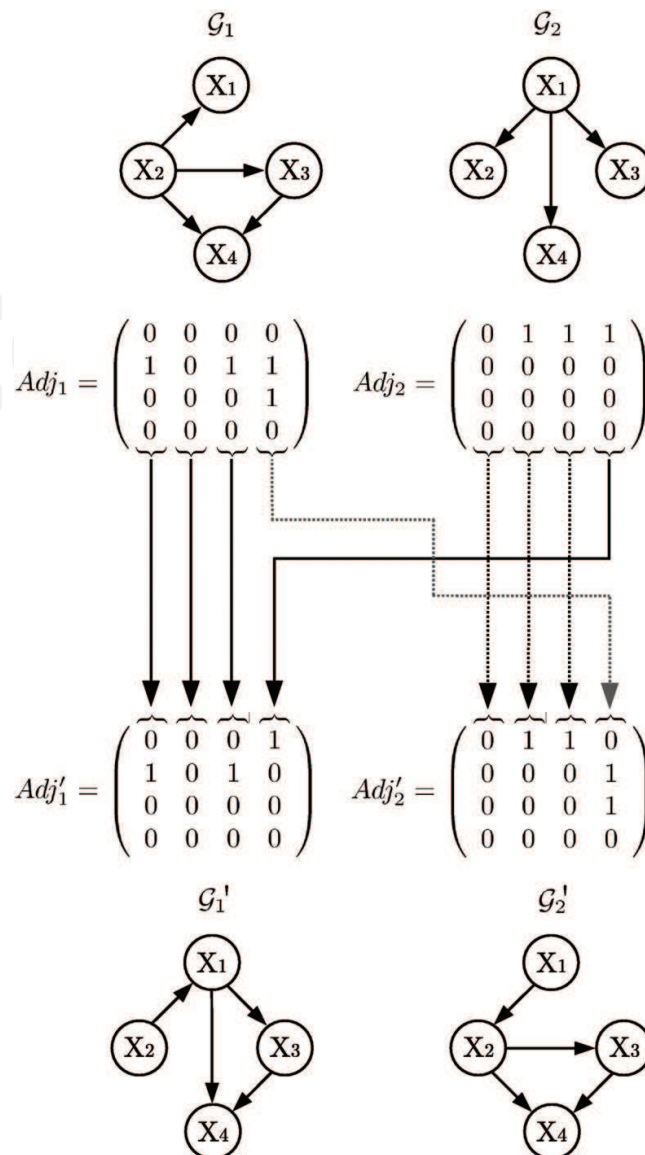 G₁ G₂
X₁ X₁
X₂ X₃ X₂ X₃
X₄ X₄
0 0 0 0 0 1 1 1
Adj₁ = 1 0 1 1 Adj₂ = 0 0 0 0
0 0 0 1 0 0 0 0
0 0 0 0 0 0 0 0
0 0 0 1 0 1 1 0
Adj′₁ = 1 0 1 0 Adj′₂ = 0 0 0 1
0 0 0 0 0 0 0 1
0 0 0 0 0 0 0 0
G₁' G₂'
X₁ X₁
X₂ X₃ X₂ X₃
X₄ X₄